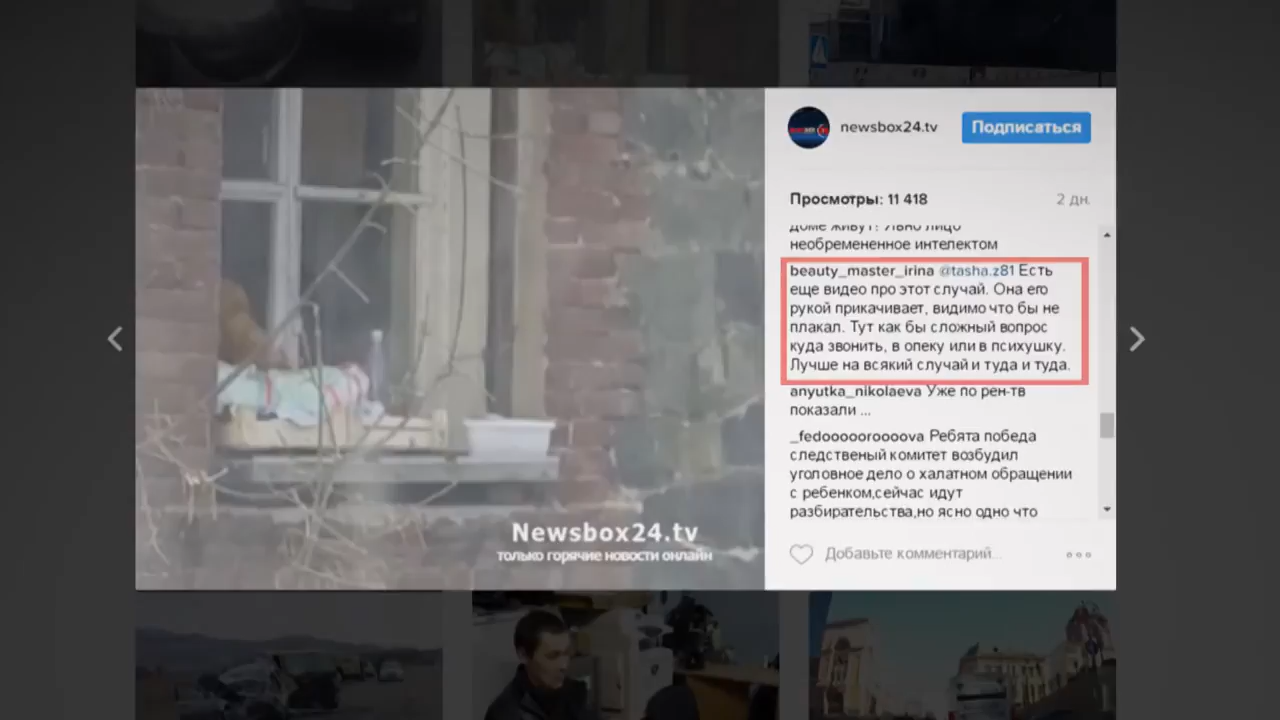 newsbox24.tv
Подписаться
Просмотры: 11 418
2 дн.
доме живут? Явно лицо
необремененное интелектом
beauty_master_irina @tasha.z81 Есть
еще видео про этот случай. Она его
рукой прикачивает, видимо что бы не
плакал. Тут как бы сложный вопрос
куда звонить, в опеку или в психушку.
Лучше на всякий случай и туда и туда.
anyutka_nikolaeva Уже по рен-тв
показали ...
_fedooooorooova Ребята победа
следственый комитет возбудил
уголовное дело о халатном обращении
с ребенком,сейчас идут
разбирательства,но ясно одно что
Добавьте комментарий...
Newsbox24.tv
только горячие новости онлайн